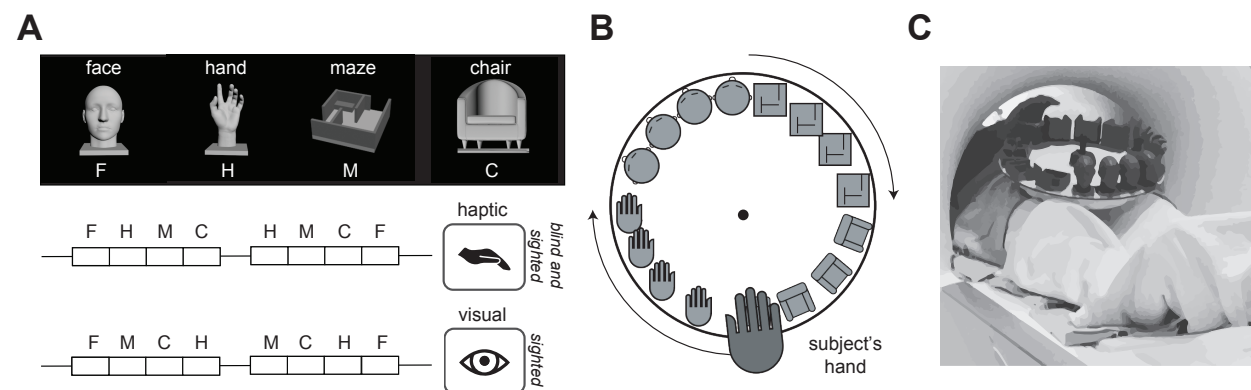 A
face hand maze chair
F H M C
F H M C H M C F
haptic
blind and
sighted
F M C H M C H F
visual
sighted
B
subject's
hand
C